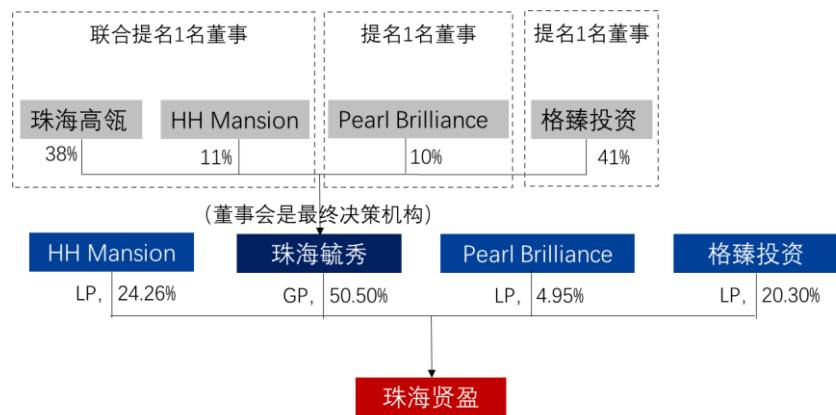 联合提名1名董事
提名1名董事
提名1名董事
珠海高瓴
HH Mansion
Pearl Brilliance
格臻投资
38%
11%
10%
41%
（董事会是最终决策机构）
HH Mansion
珠海毓秀
Pearl Brilliance
格臻投资
LP，24.26%
GP，50.50%
LP，4.95%
LP，20.30%
珠海贤盈